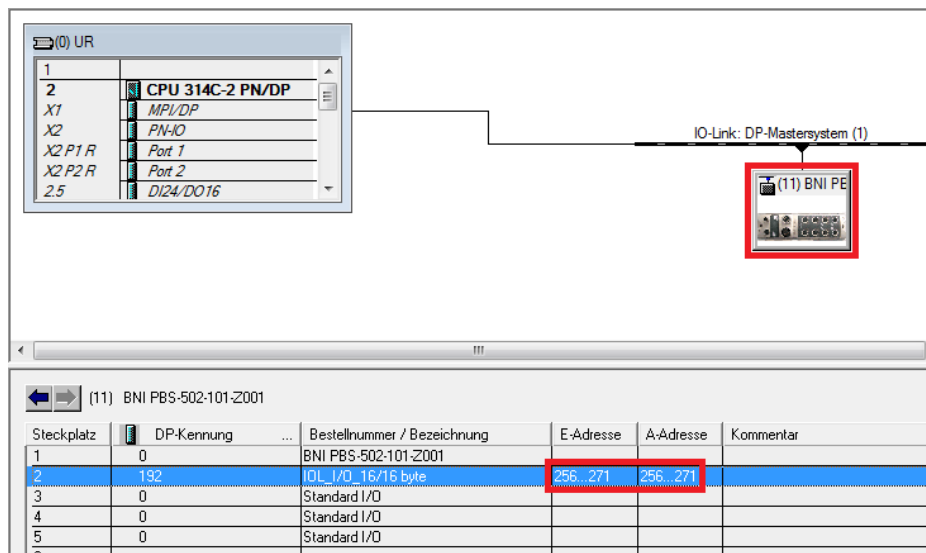 (0) UR
1
2 CPU 314C-2 PN/DP
X1 MPI/DP
X2 PN-IO
X2 P1 R Port 1
X2 P2 R Port 2
2.5 DI24/DO16
IO-Link: DP-Mastersystem (1)
(11) BNI PE
(11) BNI PBS-502-101-Z001
Steckplatz DP-Kennung ... Bestellnummer / Bezeichnung E-Adresse A-Adresse Kommentar
1 0 BNI PBS-502-101-Z001
2 192 IOL_I/O_16/16 byte 256...271 256...271
3 0 Standard I/O
4 0 Standard I/O
5 0 Standard I/O